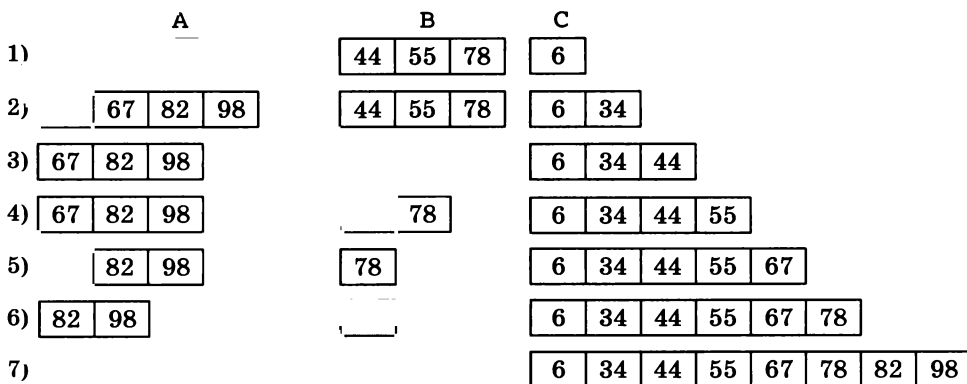 A B C
1) 44 55 78 6
2) 67 82 98 44 55 78 6 34
3) 67 82 98 6 34 44
4) 67 82 98 78 6 34 44 55
5) 82 98 78 6 34 44 55 67
6) 82 98 6 34 44 55 67 78
7) 6 34 44 55 67 78 82 98